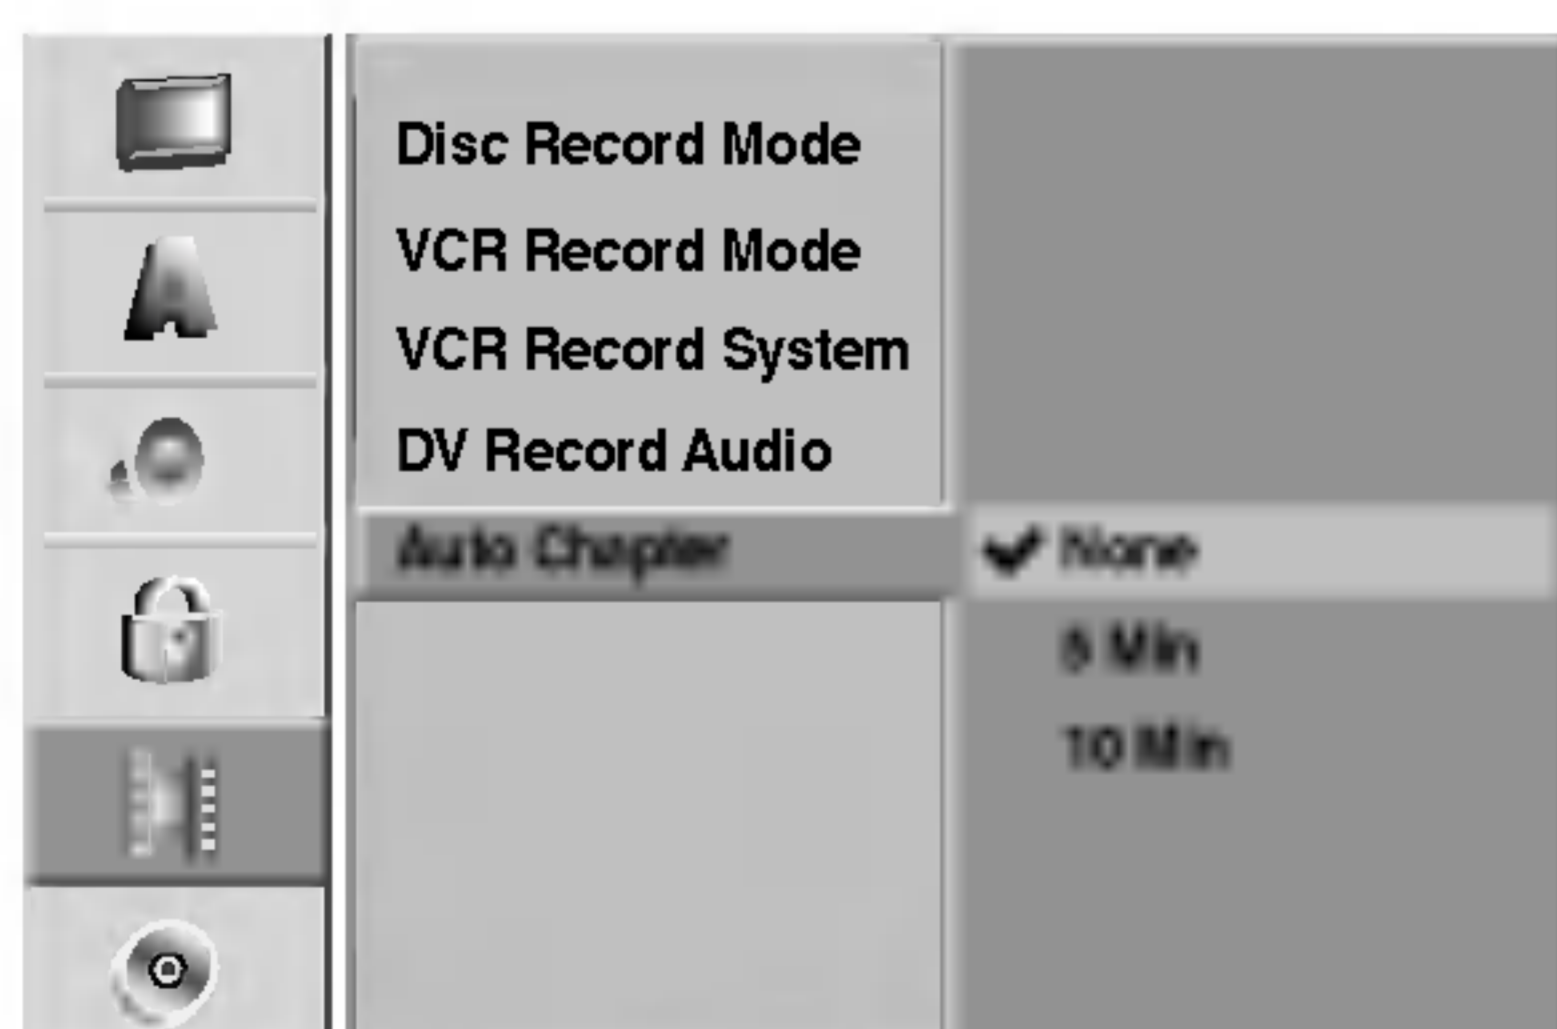 Disc Record Mode
VCR Record Mode
VCR Record System
DV Record Audio
Auto Chapter
None
5 Min
10 Min